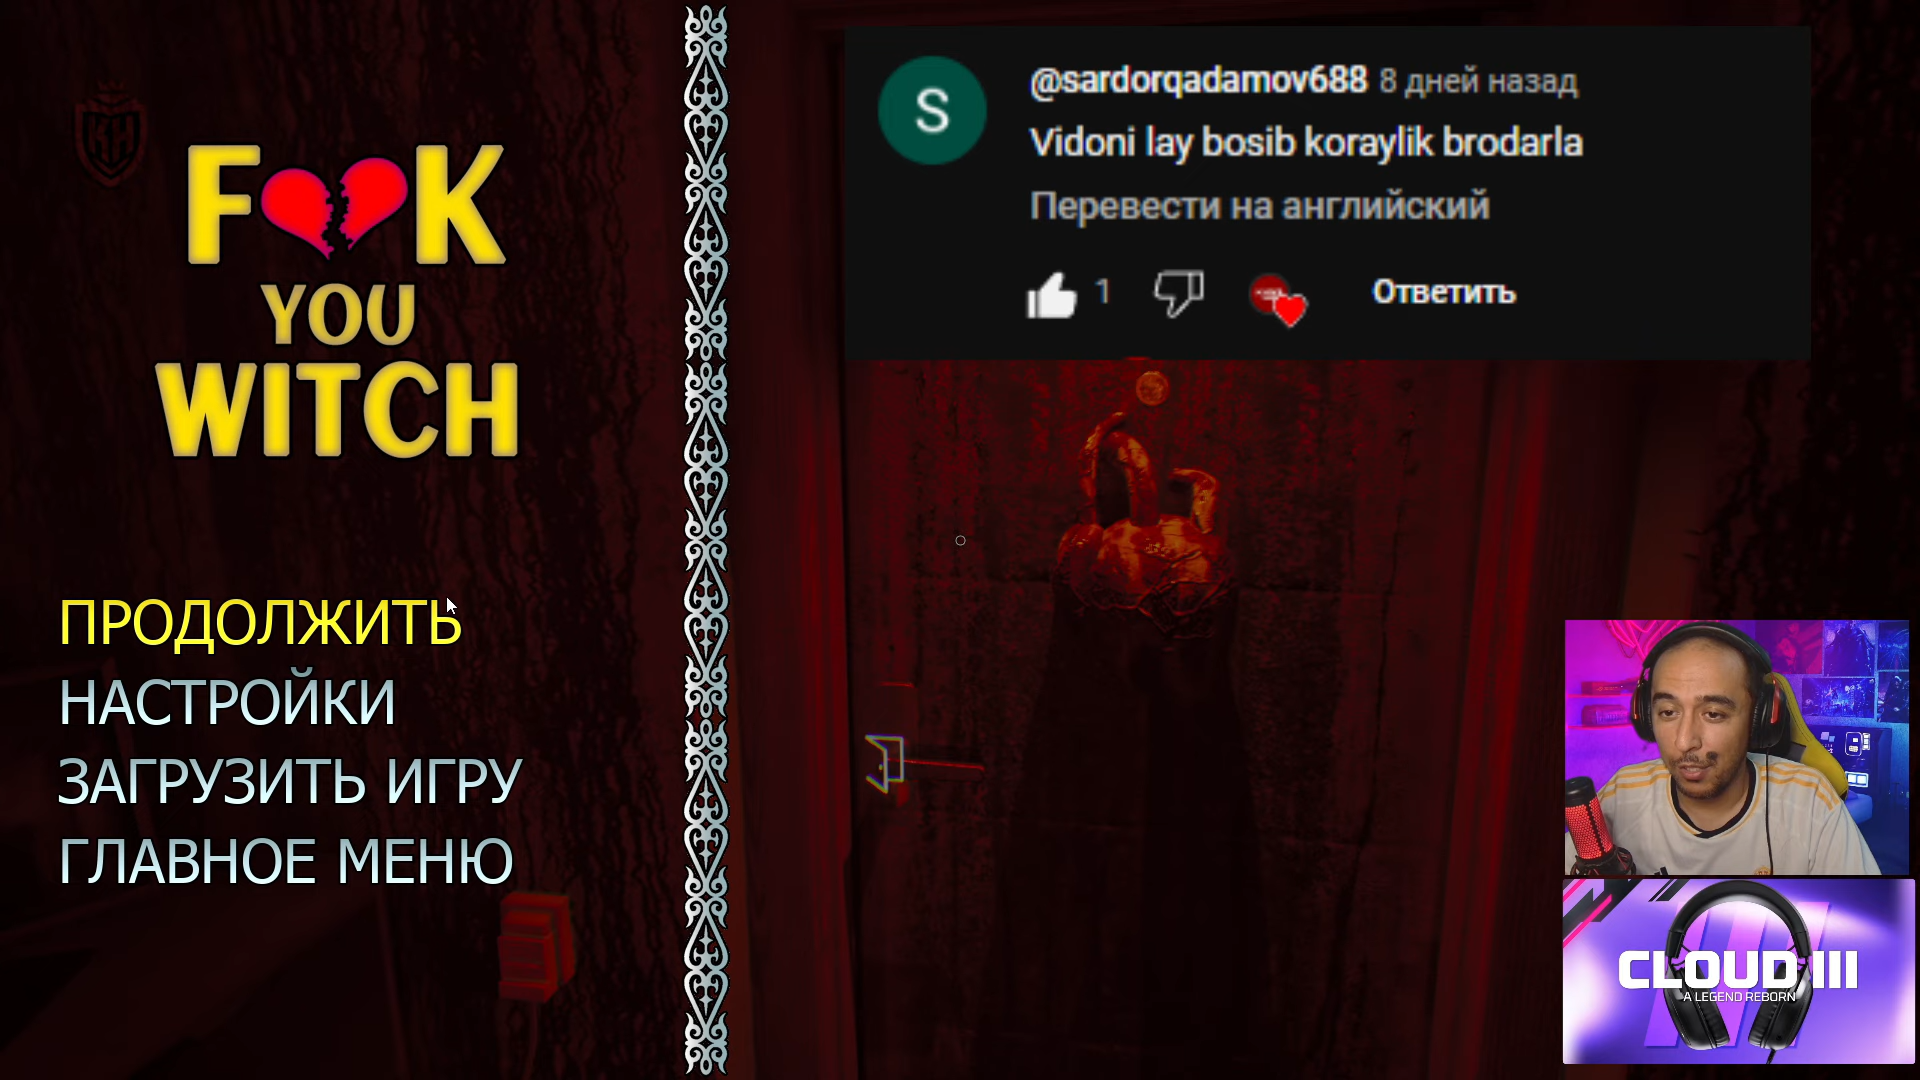 F K
YOU
WITCH
ПРОДОЛЖИТЬ
НАСТРОЙКИ
ЗАГРУЗИТЬ ИГРУ
ГЛАВНОЕ МЕНЮ
S
@sardorqadamov688 8 дней назад
Vidoni lay bosib koraylik brodarla
Перевести на английский
1
Ответить
CLOUD III
A LEGEND REBORN